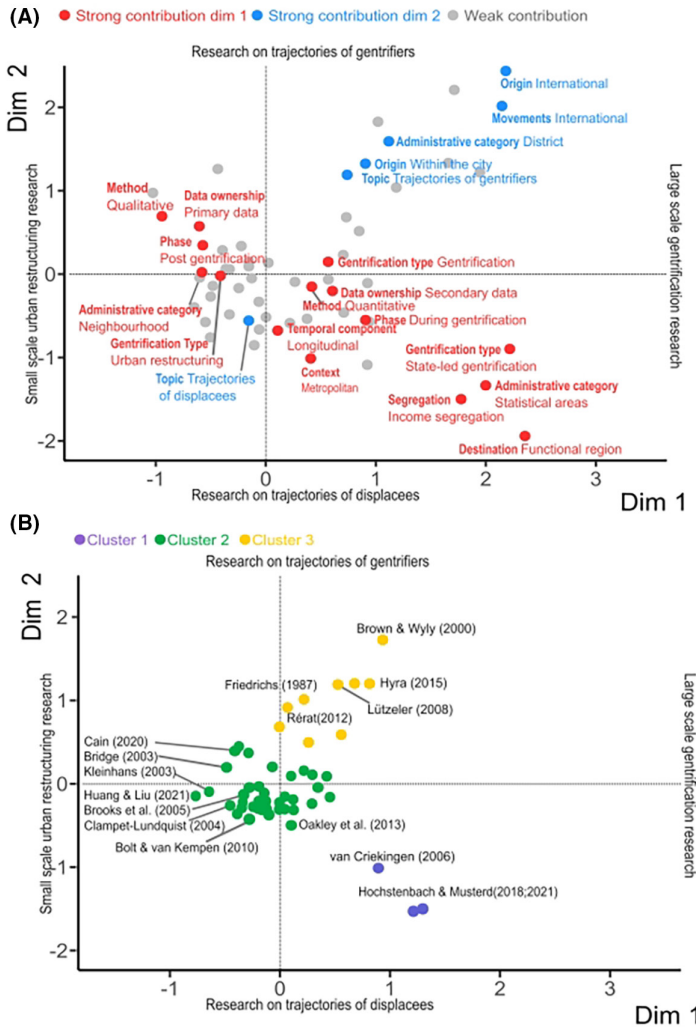 (A)
Strong contribution dim 1 Strong contribution dim 2 Weak contribution
Research on trajectories of gentrifiers
Dim 2
Small scale urban restructuring research
Large scale gentrification research
2
1
0
-1
-2
Origin International
Movements International
Administrative category District
Origin Within the city
Topic Trajectories of gentrifiers
Method
Qualitative
Data ownership
Primary data
Phase
Post gentrification
Gentrification type Gentrification
Data ownership Secondary data
Method Quantitative
Phase During gentrification
Administrative category
Neighbourhood
Gentrification Type
Urban restructuring
Temporal component
Longitudinal
Topic Trajectories
of displacees
Context
Metropolitan
Gentrification type
State-led gentrification
Segregation
Income segregation
Administrative category
Statistical areas
Destination Functional region
-1 0 1 2 3
Research on trajectories of displacees
Dim 1
(B)
Cluster 1 Cluster 2 Cluster 3
Research on trajectories of gentrifiers
Dim 2
Small scale urban restructuring research
Large scale gentrification research
2
1
0
-1
-2
Brown & Wyly (2000)
Friedrichs (1987)
Hyra (2015)
Lützeler (2008)
Rérat(2012)
Cain (2020)
Bridge (2003)
Kleinhans (2003)
Huang & Liu (2021)
Brooks et al. (2005)
Clampet-Lundquist (2004)
Bolt & van Kempen (2010)
Oakley et al. (2013)
van Criekingen (2006)
Hochstenbach & Musterd(2018;2021)
-1 0 1 2 3
Research on trajectories of displacees
Dim 1